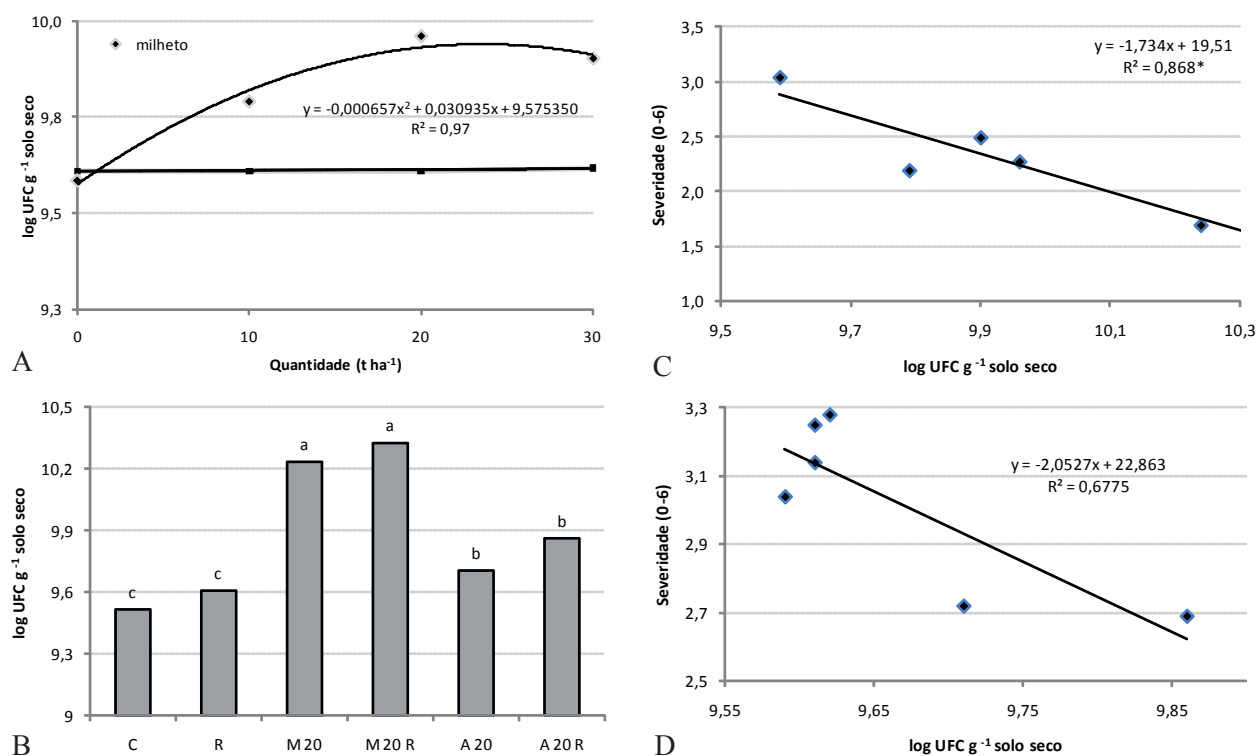 10,0
9,8
9,5
9,3
log UFC g -1 solo seco
milheto
y = -0,000657x² + 0,030935x + 9,575350
R² = 0,97
0
10
20
30
Quantidade (t ha-1)
A
3,5
3,0
2,5
2,0
1,5
1,0
Severidade (0-6)
y = -1,734x + 19,51
R² = 0,868*
9,5
9,7
9,9
10,1
10,3
log UFC g -1 solo seco
C
10,5
10,2
9,9
9,6
9,3
9
log UFC g -1 solo seco
c
c
a
a
b
b
C
R
M 20
M 20 R
A 20
A 20 R
B
3,3
3,1
2,9
2,7
2,5
Severidade (0-6)
y = -2,0527x + 22,863
R² = 0,6775
9,55
9,65
9,75
9,85
log UFC g -1 solo seco
D